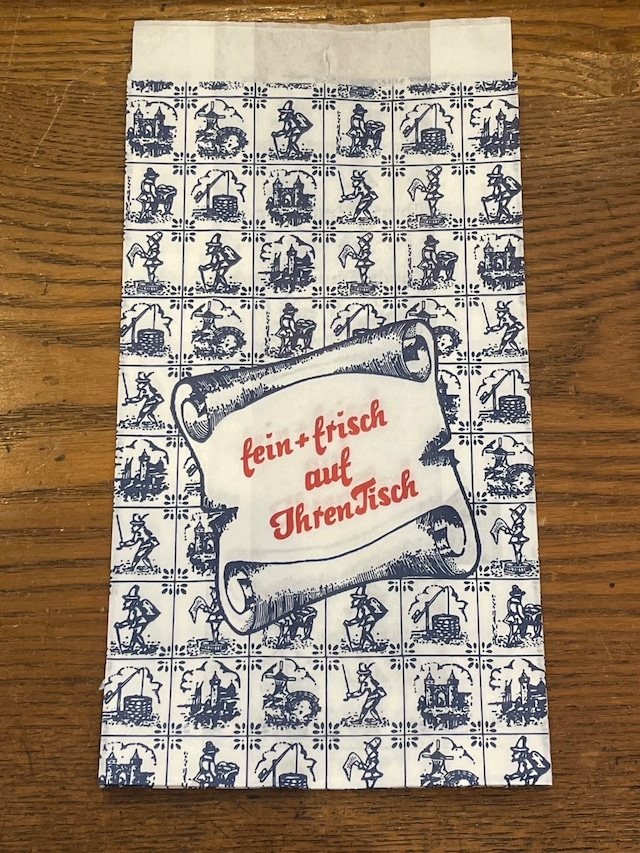 fein + frisch
auf
Ihren Tisch